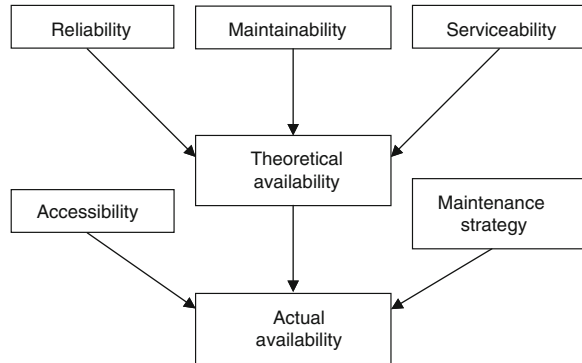 Reliability
Maintainability
Serviceability
Theoretical
availability
Accessibility
Maintenance
strategy
Actual
availability